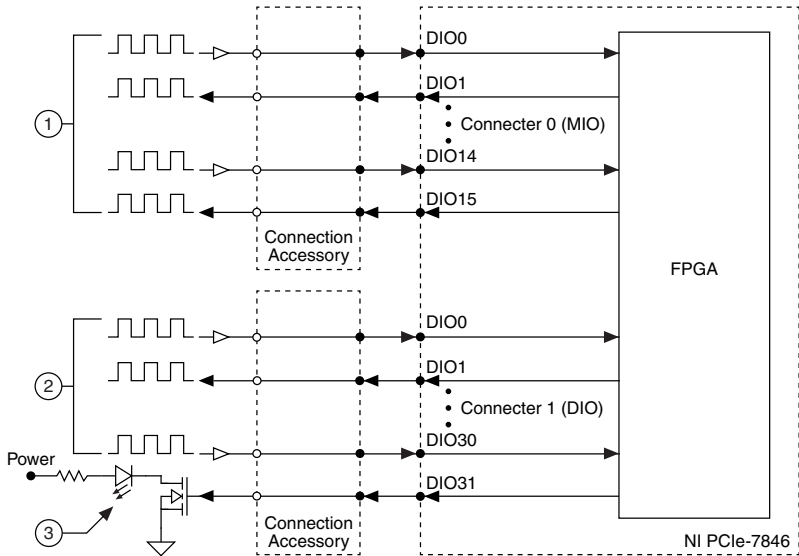 DIO0
DIO1
1
Connecter 0 (MIO)
DIO14
DIO15
Connection
Accessory
FPGA
DIO0
DIO1
2
Connecter 1 (DIO)
DIO30
Power
DIO31
3
Connection
Accessory
NI PCIe-7846